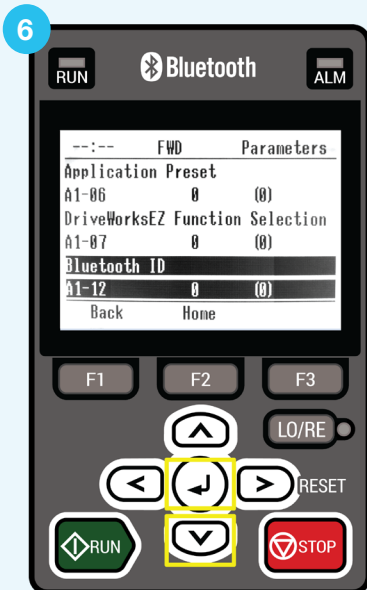 6
RUN
Bluetooth
ALM
--:-- FWD Parameters
Application Preset
A1-06 0 (0)
DriveWorksEZ Function Selection
A1-07 0 (0)
Bluetooth ID
A1-12 0 (0)
Back Home
F1 F2 F3
LO/RE
RESET
RUN
STOP